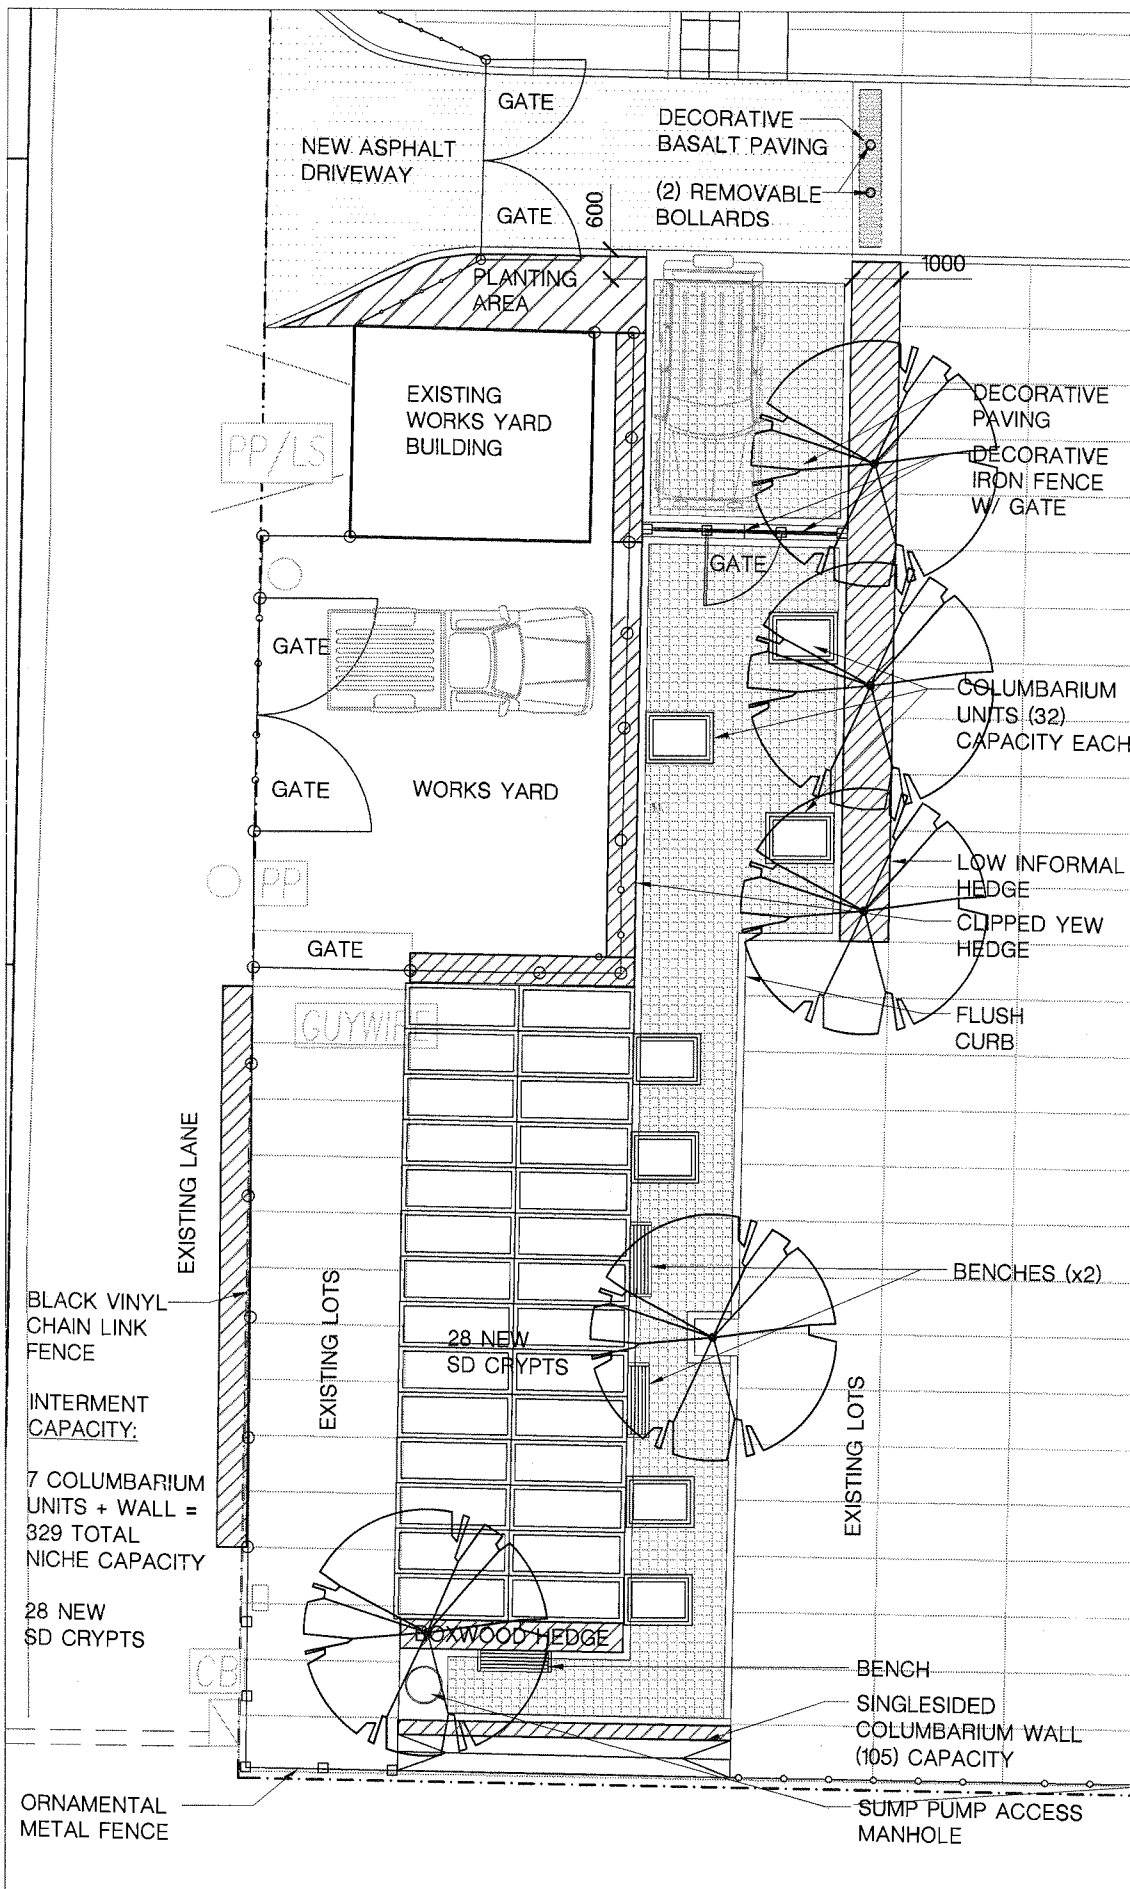 GATE
NEW ASPHALT
DRIVEWAY
GATE
600
DECORATIVE
BASALT PAVING
(2) REMOVABLE
BOLLARDS
1000
PLANTING
AREA
EXISTING
WORKS YARD
BUILDING
PP/LS
DECORATIVE
PAVING
DECORATIVE
IRON FENCE
W/ GATE
GATE
GATE
GATE
WORKS YARD
COLUMBARIUM
UNITS (32)
CAPACITY EACH
PP
GATE
LOW INFORMAL
HEDGE
CLIPPED YEW
HEDGE
GUYWIRE
FLUSH
CURB
EXISTING LANE
BLACK VINYL
CHAIN LINK
FENCE
EXISTING LOTS
28 NEW
SD CRYPTS
BENCHES (x2)
EXISTING LOTS
INTERMENT
CAPACITY:
7 COLUMBARIUM
UNITS + WALL =
329 TOTAL
NICHE CAPACITY
28 NEW
SD CRYPTS
BOXWOOD HEDGE
CB
BENCH
SINGLESIDED
COLUMBARIUM WALL
(105) CAPACITY
ORNAMENTAL
METAL FENCE
SUMP PUMP ACCESS
MANHOLE